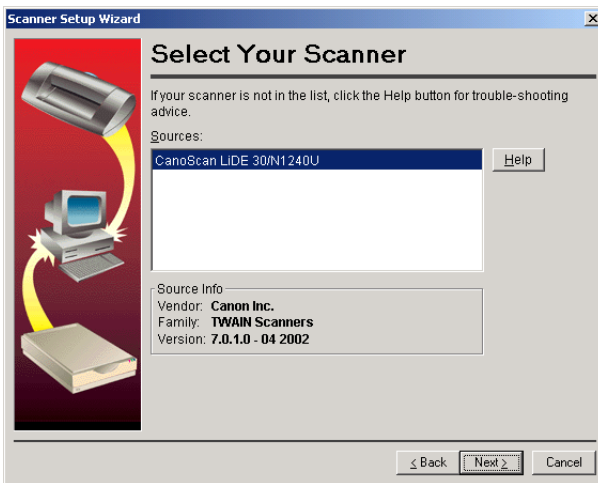 Scanner Setup Wizard
Select Your Scanner
If your scanner is not in the list, click the Help button for trouble-shooting
advice.
Sources:
CanoScan LiDE 30/N1240U
Help
Source Info
Vendor: Canon Inc.
Family: TWAIN Scanners
Version: 7.0.1.0 - 04 2002
< Back Next > Cancel